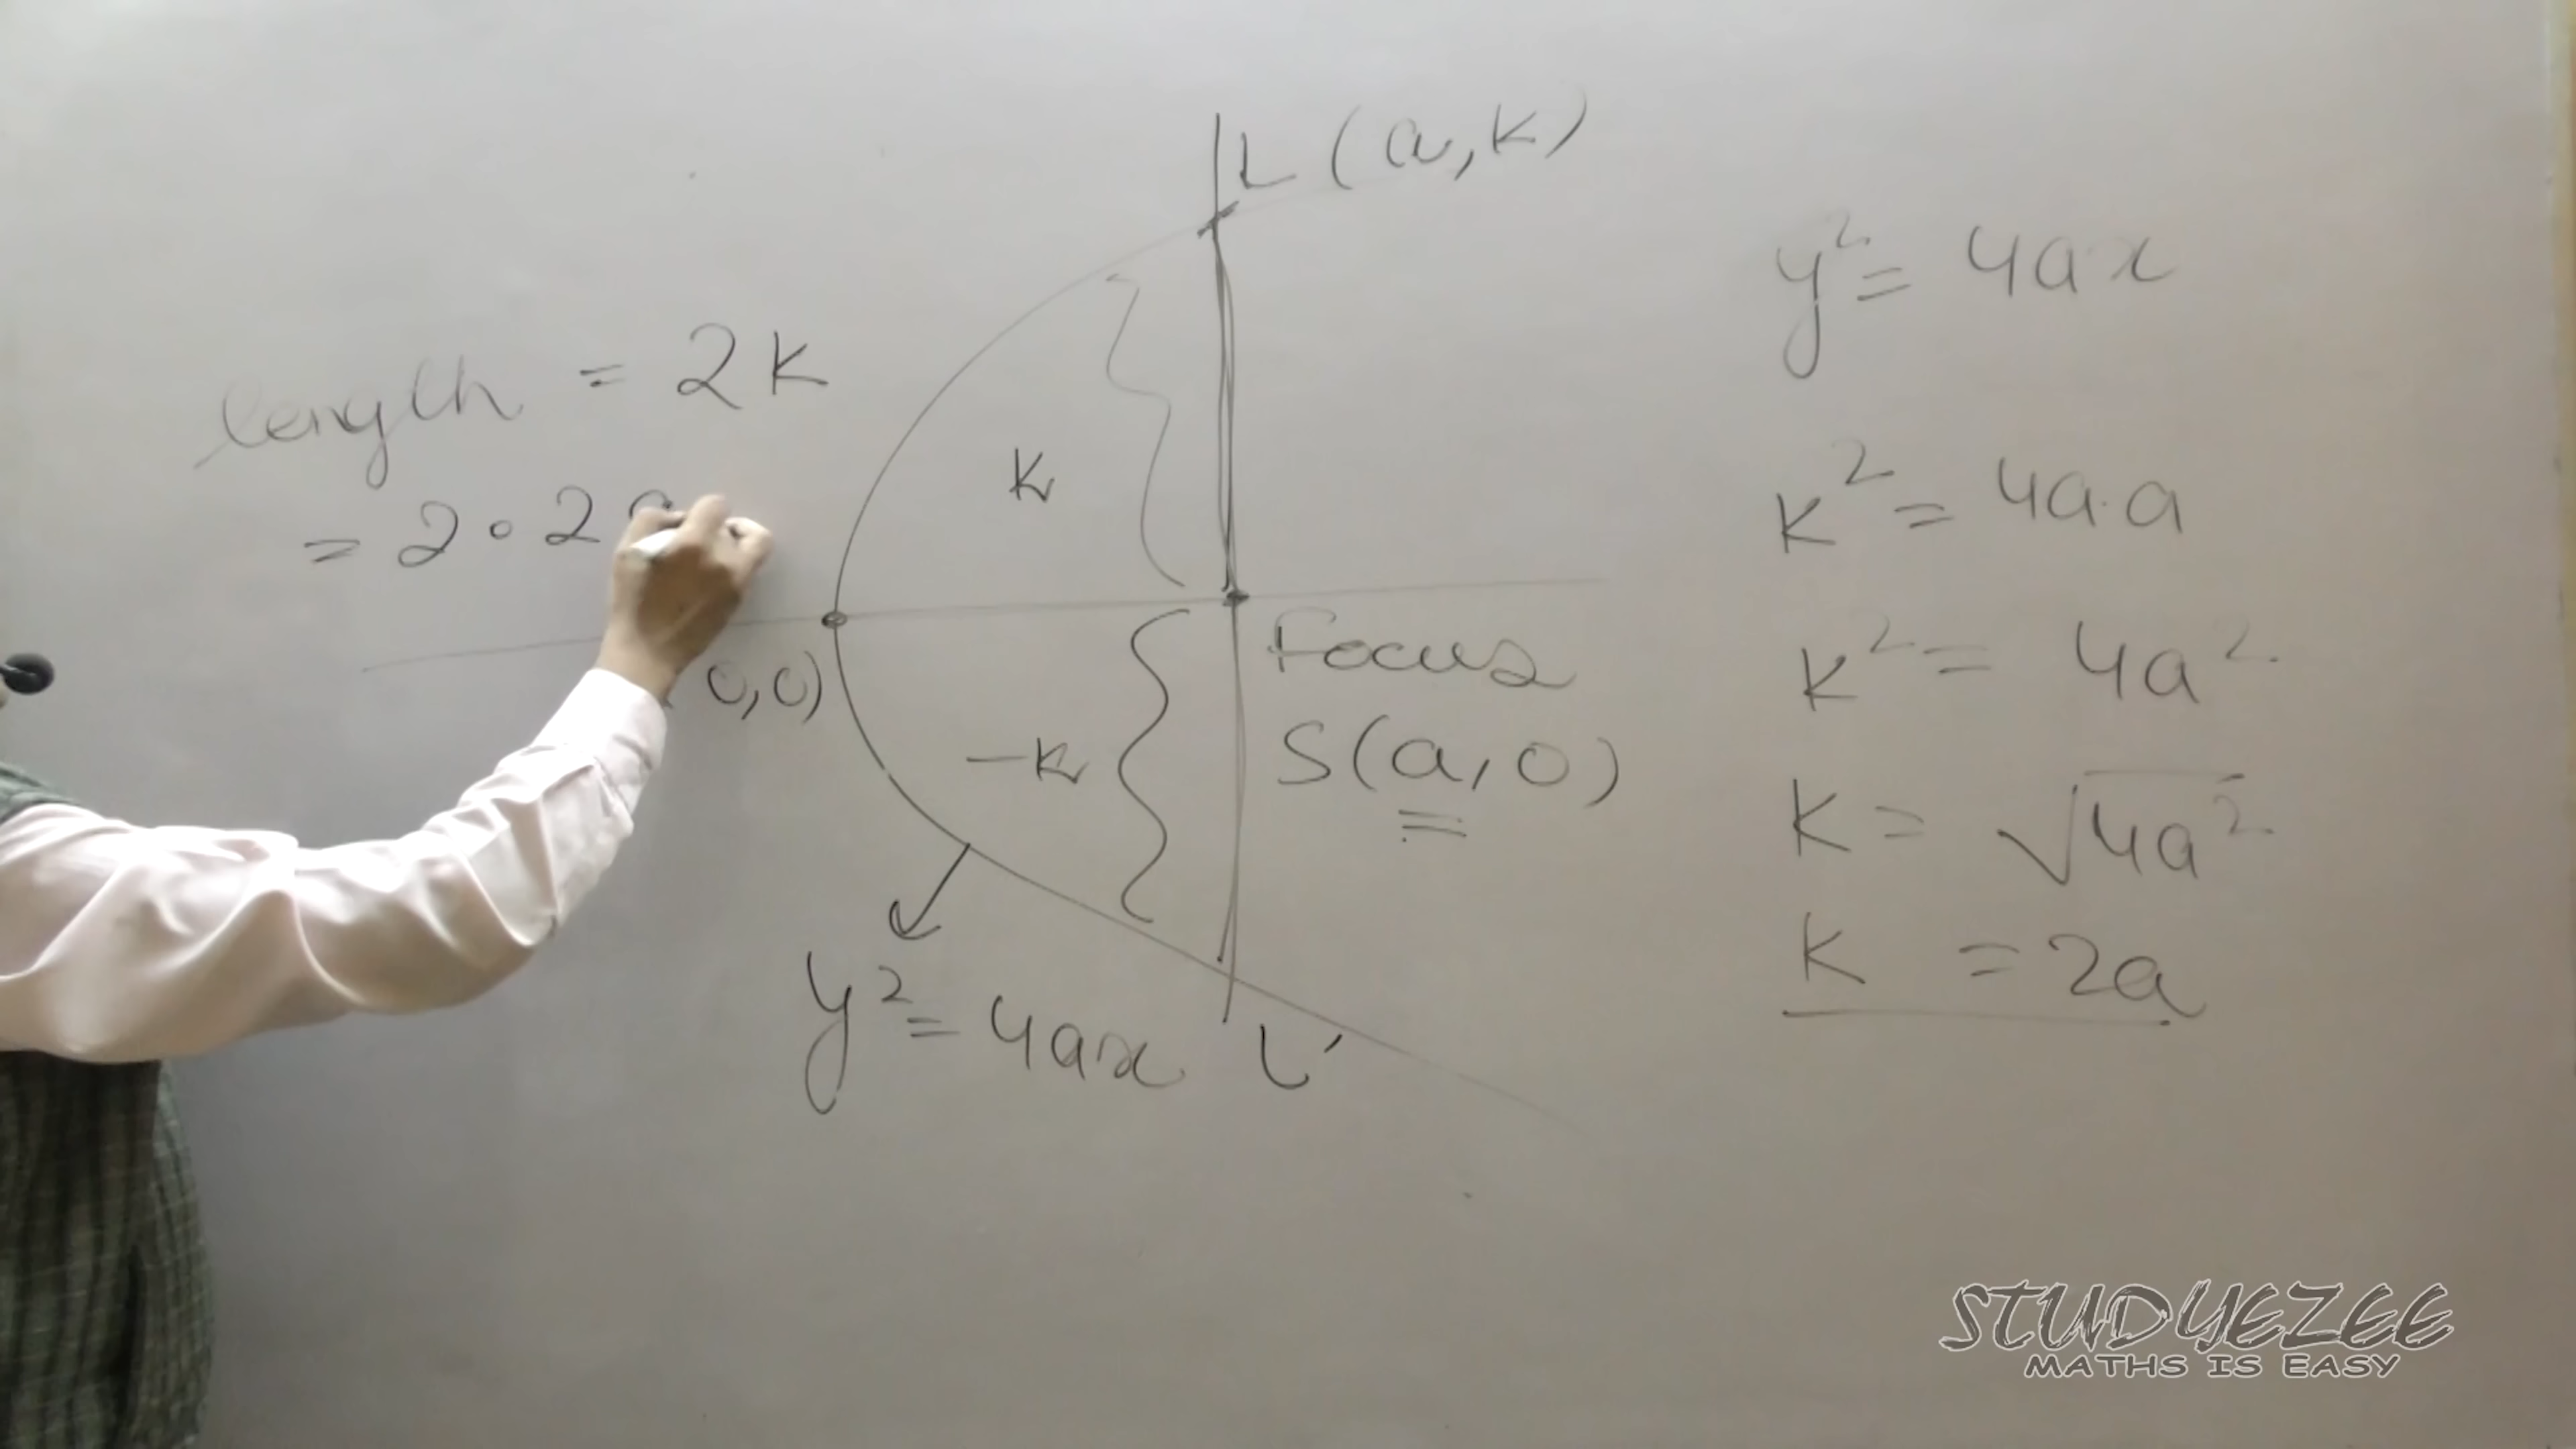 L (a, K)
length = 2K
= 2 • 2a
K
(0,0)
Focus
-K
S(a, 0)
y² = 4ax
L'
y² = 4ax
K² = 4a.a
K² = 4a²
K = √4a²
K = 2a
STUDYEZEE
MATHS IS EASY